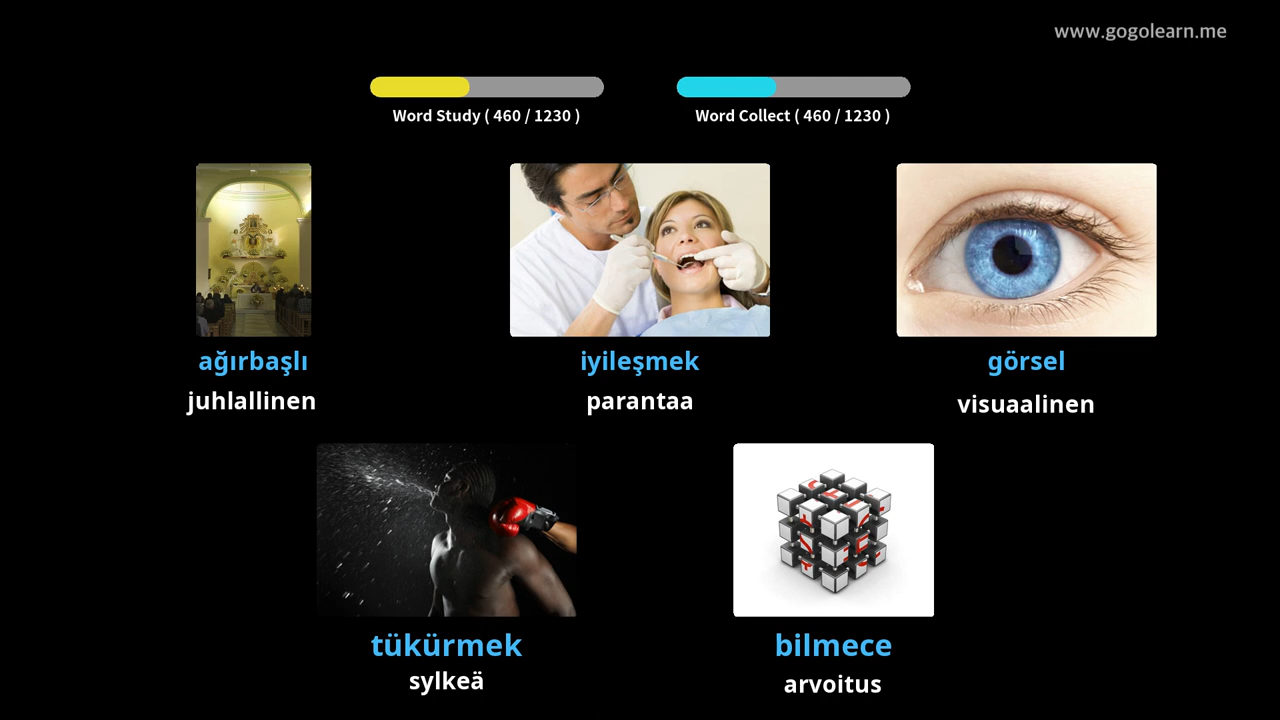 www.gogolearn.me
Word Study ( 460 / 1230 )
Word Collect ( 460 / 1230 )
ağırbaşlı
juhlallinen
iyileşmek
parantaa
görsel
visuaalinen
tükürmek
sylkeä
bilmece
arvoitus